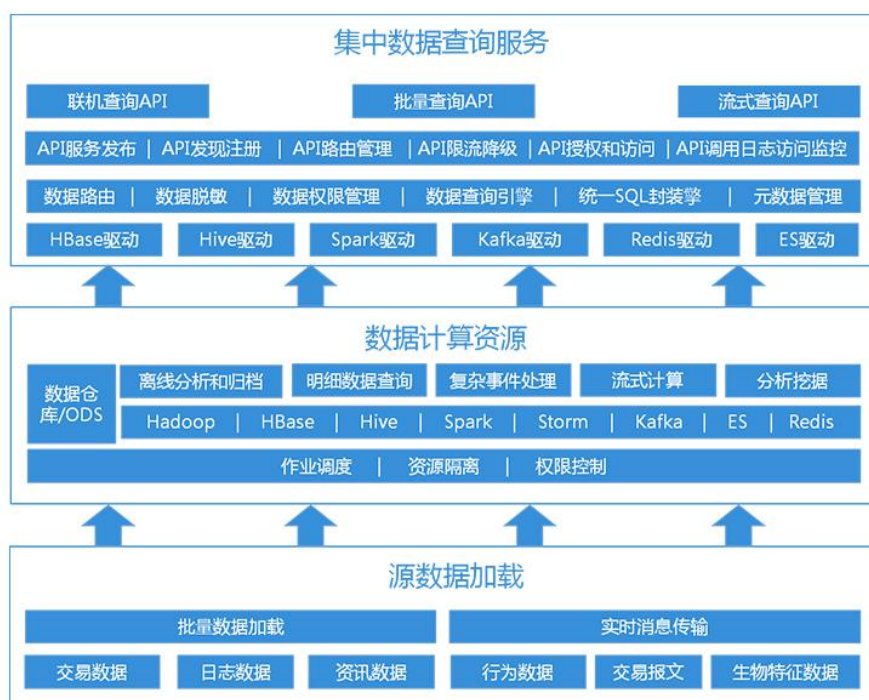 集中数据查询服务
联机查询API 批量查询API 流式查询API
API服务发布 | API发现注册 | API路由管理 | API限流降级 | API授权和访问 | API调用日志访问监控
数据路由 | 数据脱敏 | 数据权限管理 | 数据查询引擎 | 统一SQL封装擎 | 元数据管理
HBase驱动 Hive驱动 Spark驱动 Kafka驱动 Redis驱动 ES驱动
数据计算资源
数据仓
库/ODS
离线分析和归档 明细数据查询 复杂事件处理 流式计算 分析挖据
Hadoop | HBase | Hive | Spark | Storm | Kafka | ES | Redis
作业调度 | 资源隔离 | 权限控制
源数据加载
批量数据加载 实时消息传输
交易数据 日志数据 资讯数据 行为数据 交易报文 生物特征数据